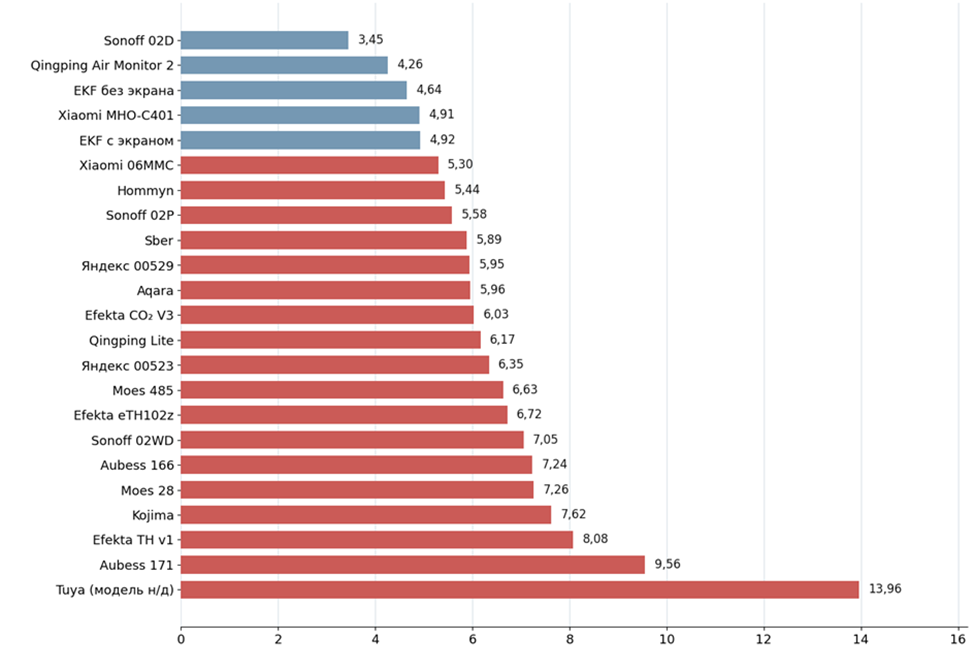 Sonoff 02D 3,45
Qingping Air Monitor 2 4,26
EKF без экрана 4,64
Xiaomi MHO-C401 4,91
EKF с экраном 4,92
Xiaomi 06MMC 5,30
Hommyn 5,44
Sonoff 02P 5,58
Sber 5,89
Яндекс 00529 5,95
Aqara 5,96
Efekta CO₂ V3 6,03
Qingping Lite 6,17
Яндекс 00523 6,35
Moes 485 6,63
Efekta eTH102z 6,72
Sonoff 02WD 7,05
Aubess 166 7,24
Moes 28 7,26
Kojima 7,62
Efekta TH v1 8,08
Aubess 171 9,56
Tuya (модель н/д) 13,96
0 2 4 6 8 10 12 14 16